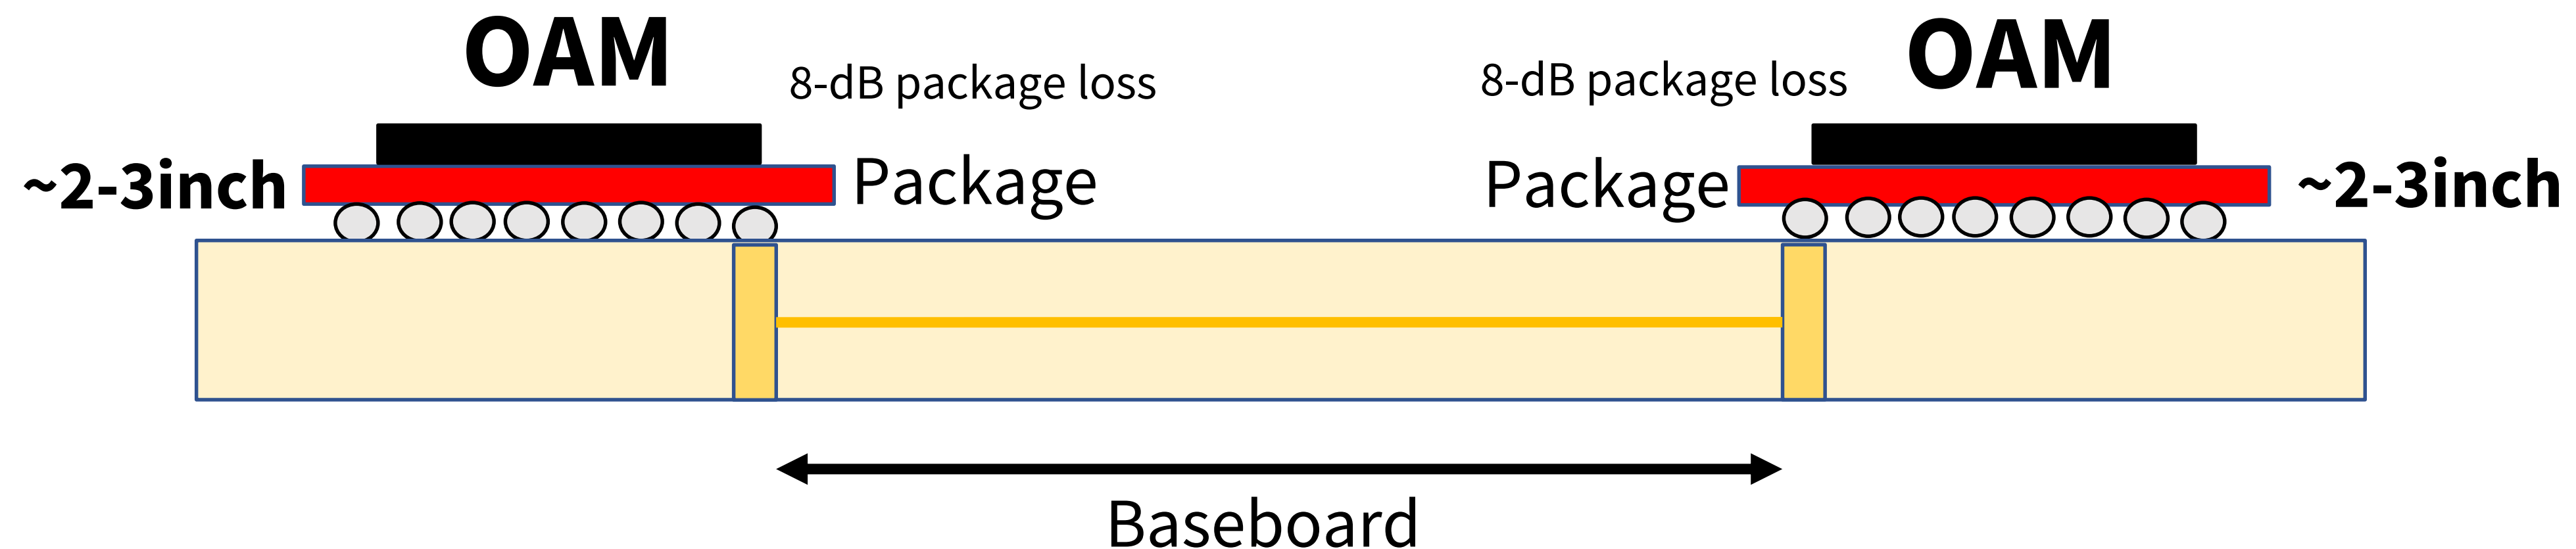 OAM
8-dB package loss
8-dB package loss
OAM
~2-3inch
Package
Package
~2-3inch
Baseboard